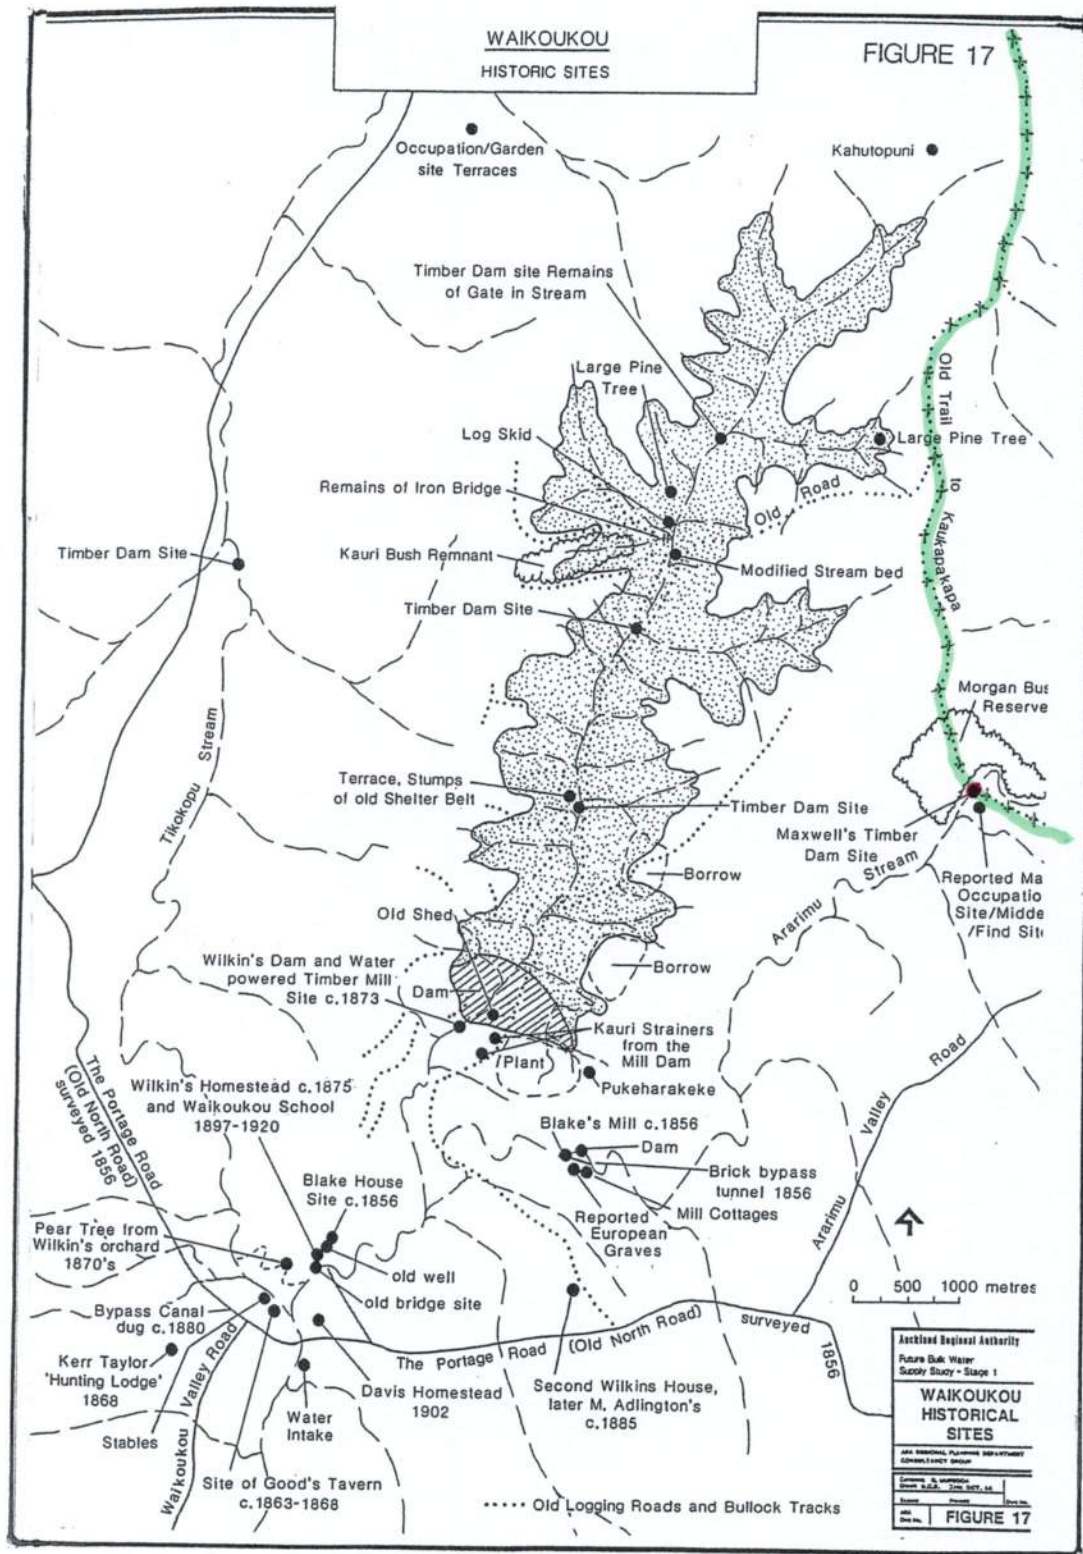 WAIKOUKOU
HISTORIC SITES
FIGURE 17
Occupation/Garden
site Terraces
Kahutopuni
Timber Dam site Remains
of Gate in Stream
Large Pine
Tree
Old Trail
to Kaukapakapa
Log Skid
Large Pine Tree
Remains of Iron Bridge
Old Road
Timber Dam Site
Kauri Bush Remnant
Modified Stream bed
Timber Dam Site
Morgan Bus
Reserve
Tikokopu Stream
Terrace, Stumps
of old Shelter Belt
Timber Dam Site
Maxwell's Timber
Dam Site
Ararimu Stream
Borrow
Reported Ma
Occupatio
Site/Midde
/Find Site
Old Shed
Wilkin's Dam and Water
powered Timber Mill
Site c.1873
Dam
Borrow
Kauri Strainers
from the
Mill Dam
Plant
Pukeharakeke
The Portage Road
(Old North Road)
surveyed 1856
Wilkin's Homestead c.1875
and Waikoukou School
1897-1920
Ararimu Valley Road
Blake's Mill c.1856
Dam
Brick bypass
tunnel 1856
Mill Cottages
Blake House
Site c.1856
Reported
European
Graves
Pear Tree from
Wilkin's orchard
1870's
old well
old bridge site
Bypass Canal
dug c.1880
0 500 1000 metres
The Portage Road (Old North Road) surveyed 1856
Kerr Taylor
'Hunting Lodge'
1868
Waikoukou Valley Road
Stables
Water
Intake
Davis Homestead
1902
Second Wilkins House,
later M. Adlington's
c.1885
Site of Good's Tavern
c.1863-1868
Old Logging Roads and Bullock Tracks
Auckland Regional Authority
Future Bulk Water
Supply Study - Stage 1
WAIKOUKOU
HISTORICAL
SITES
ARA REGIONAL PLANNING DEPARTMENT
CONSULTANCY GROUP
FIGURE 17